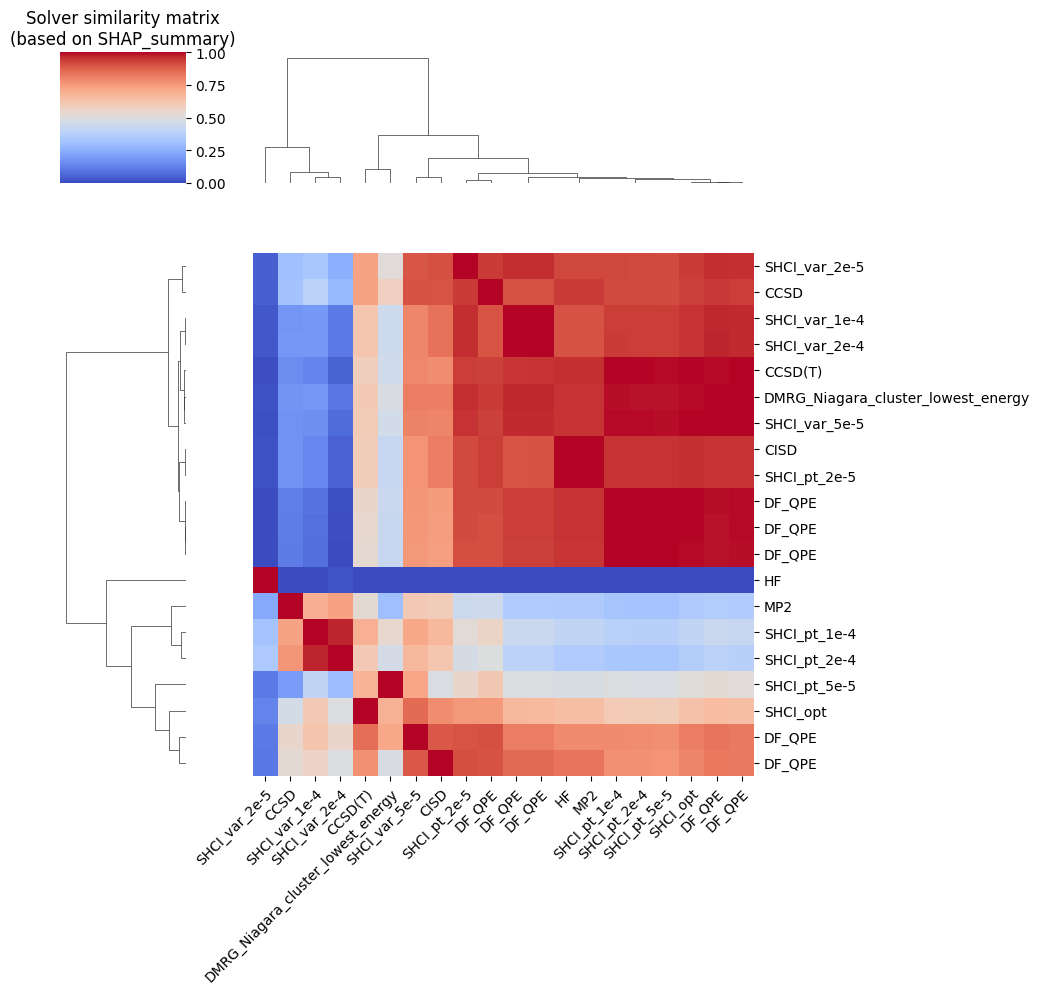 Solver similarity matrix
(based on SHAP_summary)
1.00
0.75
0.50
0.25
0.00
SHCI_var_2e-5
CCSD
SHCI_var_1e-4
SHCI_var_2e-4
CCSD(T)
DMRG_Niagara_cluster_lowest_energy
SHCI_var_5e-5
CISD
SHCI_pt_2e-5
DF_QPE
DF_QPE
DF_QPE
HF
MP2
SHCI_pt_1e-4
SHCI_pt_2e-4
SHCI_pt_5e-5
SHCI_opt
DF_QPE
DF_QPE
SHCI_var_2e-5
CCSD
SHCI_var_1e-4
SHCI_var_2e-4
CCSD(T)
DMRG_Niagara_cluster_lowest_energy
SHCI_var_5e-5
CISD
SHCI_pt_2e-5
DF_QPE
DF_QPE
DF_QPE
HF
MP2
SHCI_pt_1e-4
SHCI_pt_2e-4
SHCI_pt_5e-5
SHCI_opt
DF_QPE
DF_QPE